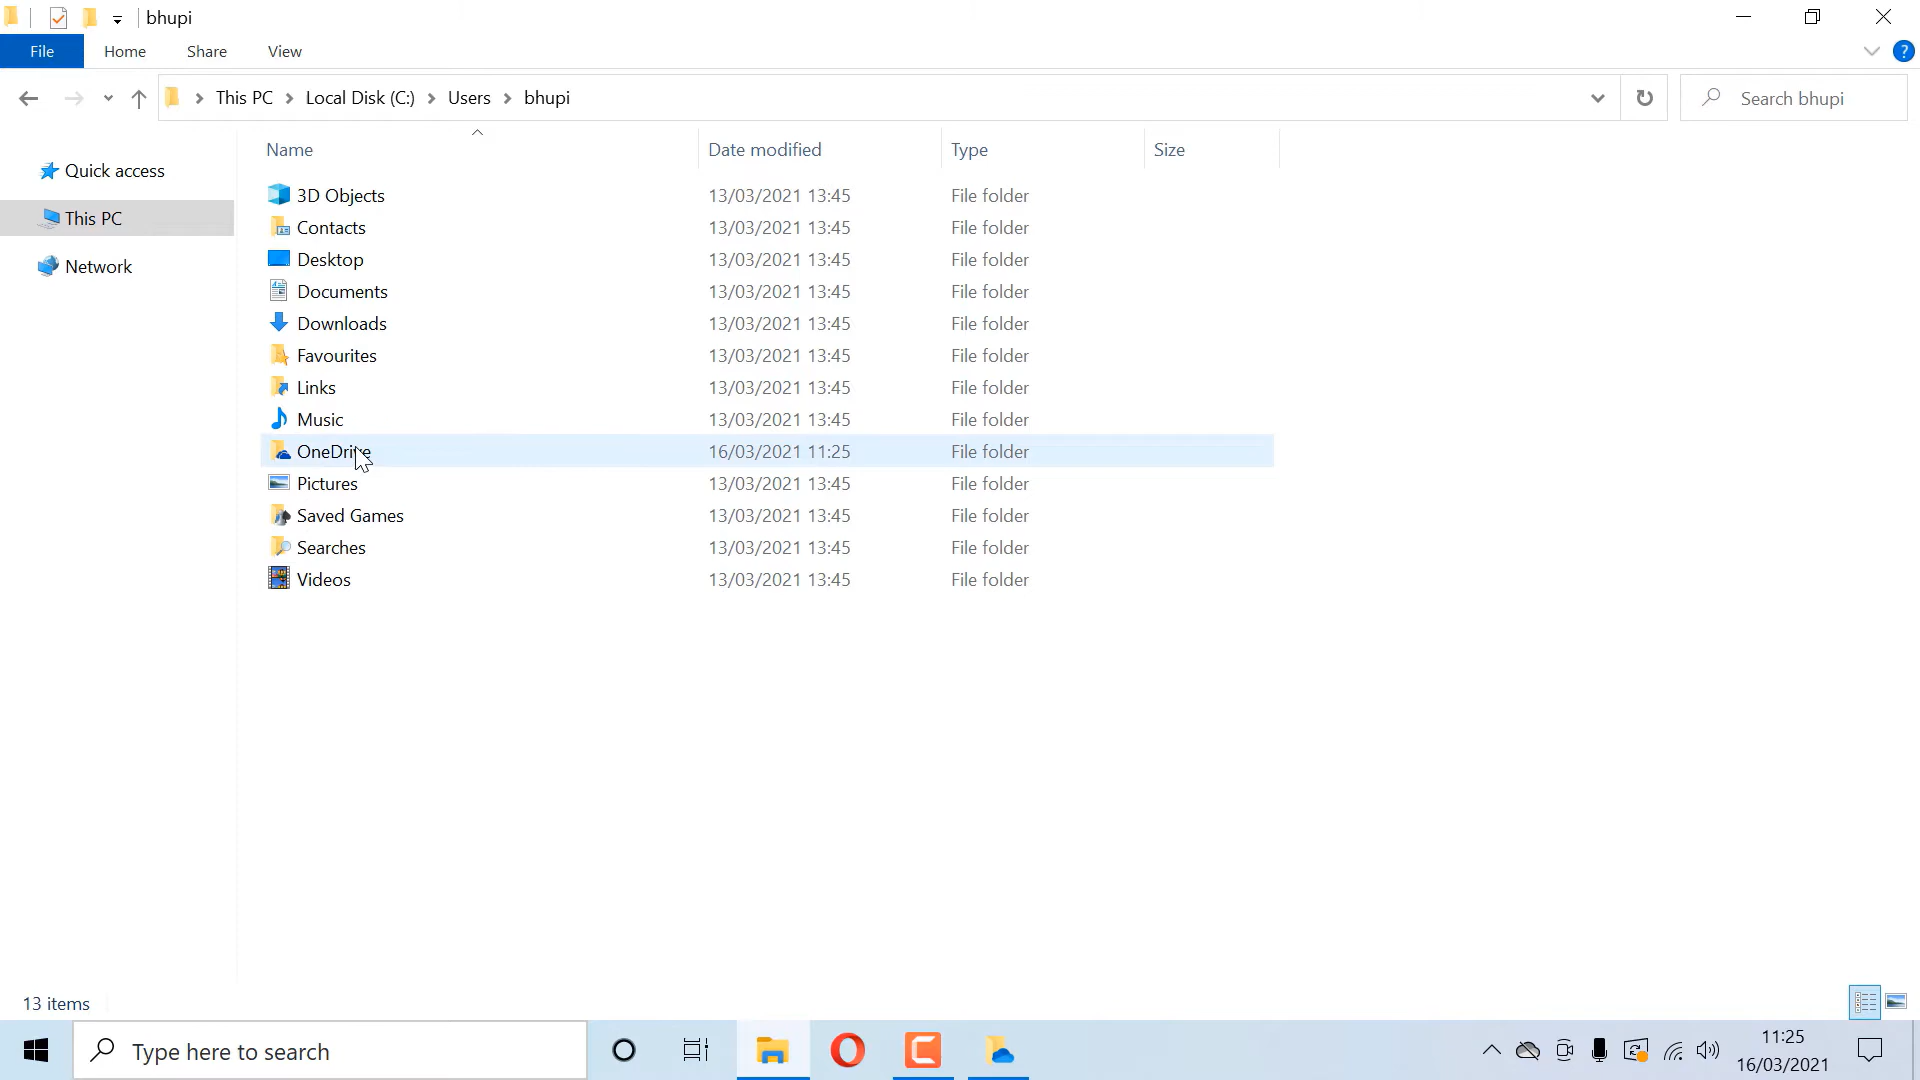 bhupi
File Home Share View
This PC Local Disk (C:) Users bhupi Search bhupi
Name Date modified Type Size
Quick access
This PC
Network
3D Objects 13/03/2021 13:45 File folder
Contacts 13/03/2021 13:45 File folder
Desktop 13/03/2021 13:45 File folder
Documents 13/03/2021 13:45 File folder
Downloads 13/03/2021 13:45 File folder
Favourites 13/03/2021 13:45 File folder
Links 13/03/2021 13:45 File folder
Music 13/03/2021 13:45 File folder
OneDrive 16/03/2021 11:25 File folder
Pictures 13/03/2021 13:45 File folder
Saved Games 13/03/2021 13:45 File folder
Searches 13/03/2021 13:45 File folder
Videos 13/03/2021 13:45 File folder
13 items
Type here to search
11:25
16/03/2021